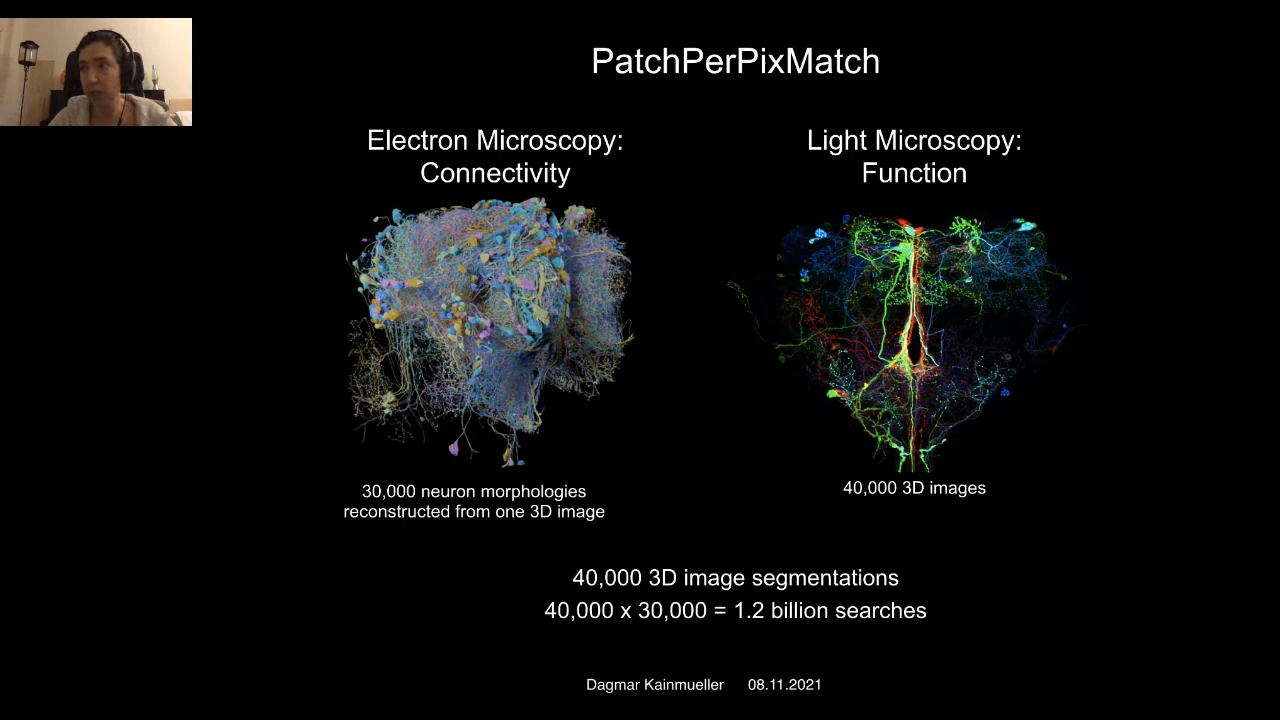 PatchPerPixMatch
Electron Microscopy:
Connectivity
Light Microscopy:
Function
30,000 neuron morphologies
reconstructed from one 3D image
40,000 3D images
40,000 3D image segmentations
40,000 x 30,000 = 1.2 billion searches
Dagmar Kainmueller 08.11.2021